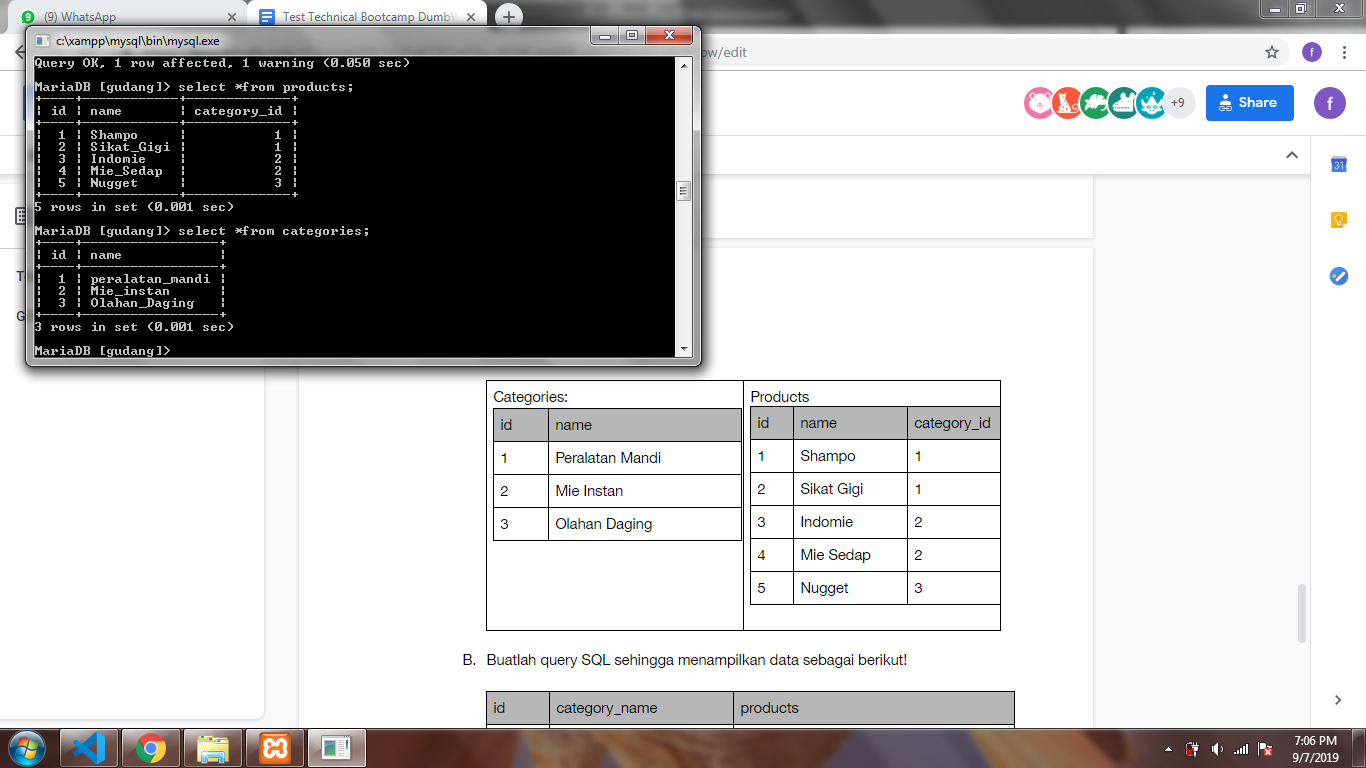 (9) WhatsApp
Test Technical Bootcamp Dumb
c:\xampp\mysql\bin\mysql.exe
ow/edit
f
Query OK, 1 row affected, 1 warning (0.050 sec)
MariaDB [gudang]> select *from products;
| id | name | category_id |
| 1 | Shampo | 1 |
| 2 | Sikat_Gigi | 1 |
| 3 | Indomie | 2 |
| 4 | Mie_Sedap | 2 |
| 5 | Nugget | 3 |
5 rows in set (0.001 sec)
MariaDB [gudang]> select *from categories;
| id | name |
| 1 | peralatan_mandi |
| 2 | Mie_instan |
| 3 | Olahan_Daging |
3 rows in set (0.001 sec)
MariaDB [gudang]>
+9
Share
f
31
Categories:
id name
1 Peralatan Mandi
2 Mie Instan
3 Olahan Daging
Products
id name category_id
1 Shampo 1
2 Sikat Gigi 1
3 Indomie 2
4 Mie Sedap 2
5 Nugget 3
B. Buatlah query SQL sehingga menampilkan data sebagai berikut!
id category_name products
7:06 PM
9/7/2019